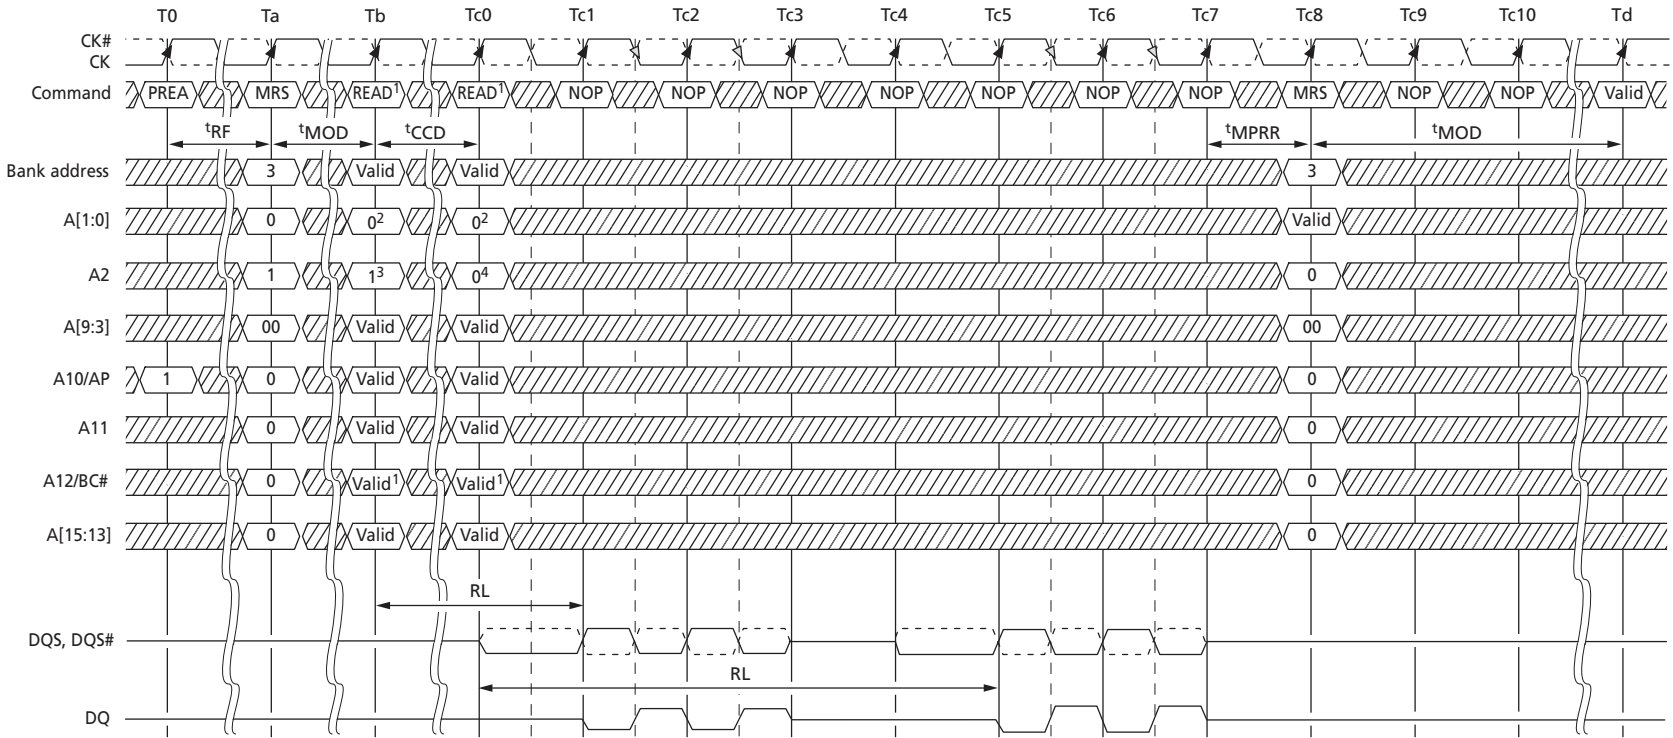 T0 Ta Tb Tc0 Tc1 Tc2 Tc3 Tc4 Tc5 Tc6 Tc7 Tc8 Tc9 Tc10 Td
CK#
CK
Command PREA MRS READ¹ READ¹ NOP NOP NOP NOP NOP NOP NOP MRS NOP NOP Valid
tRF tMOD tCCD tMPRR tMOD
Bank address 3 Valid Valid 3
A[1:0] 0 0² 0² Valid
A2 1 1³ 0⁴ 0
A[9:3] 00 Valid Valid 00
A10/AP 1 0 Valid Valid 0
A11 0 Valid Valid 0
A12/BC# 0 Valid¹ Valid¹ 0
A[15:13] 0 Valid Valid 0
RL
DQS, DQS#
RL
DQ